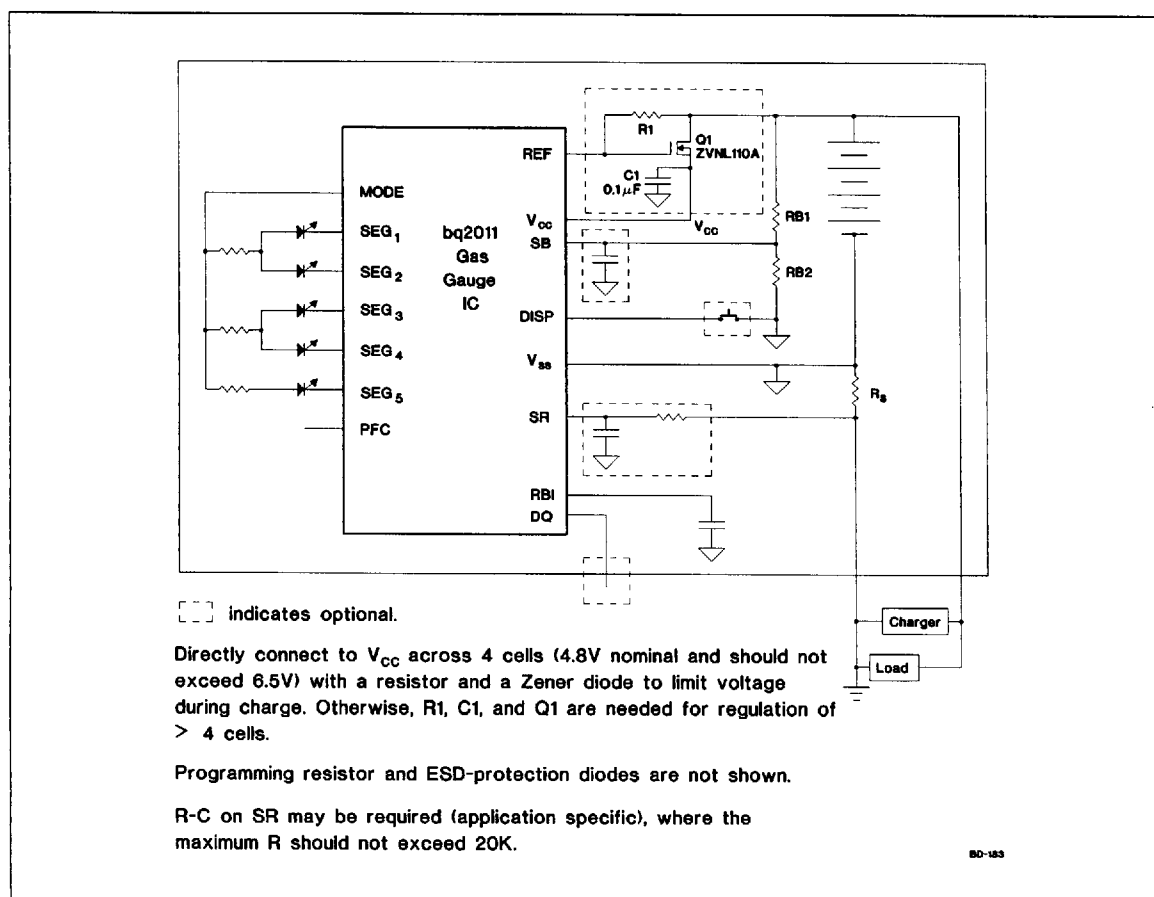 R1
Q1
ZVNL110A
REF
C1
0.1µF
MODE
VCC
VCC
RB1
SEG1
bq2011
Gas
Gauge
IC
SB
SEG2
RB2
SEG3
DISP
SEG4
VSS
SEG5
RS
SR
PFC
RBI
DQ
indicates optional.
Charger
Load
Directly connect to VCC across 4 cells (4.8V nominal and should not
exceed 6.5V) with a resistor and a Zener diode to limit voltage
during charge. Otherwise, R1, C1, and Q1 are needed for regulation of
> 4 cells.
Programming resistor and ESD-protection diodes are not shown.
R-C on SR may be required (application specific), where the
maximum R should not exceed 20K.
BD-183